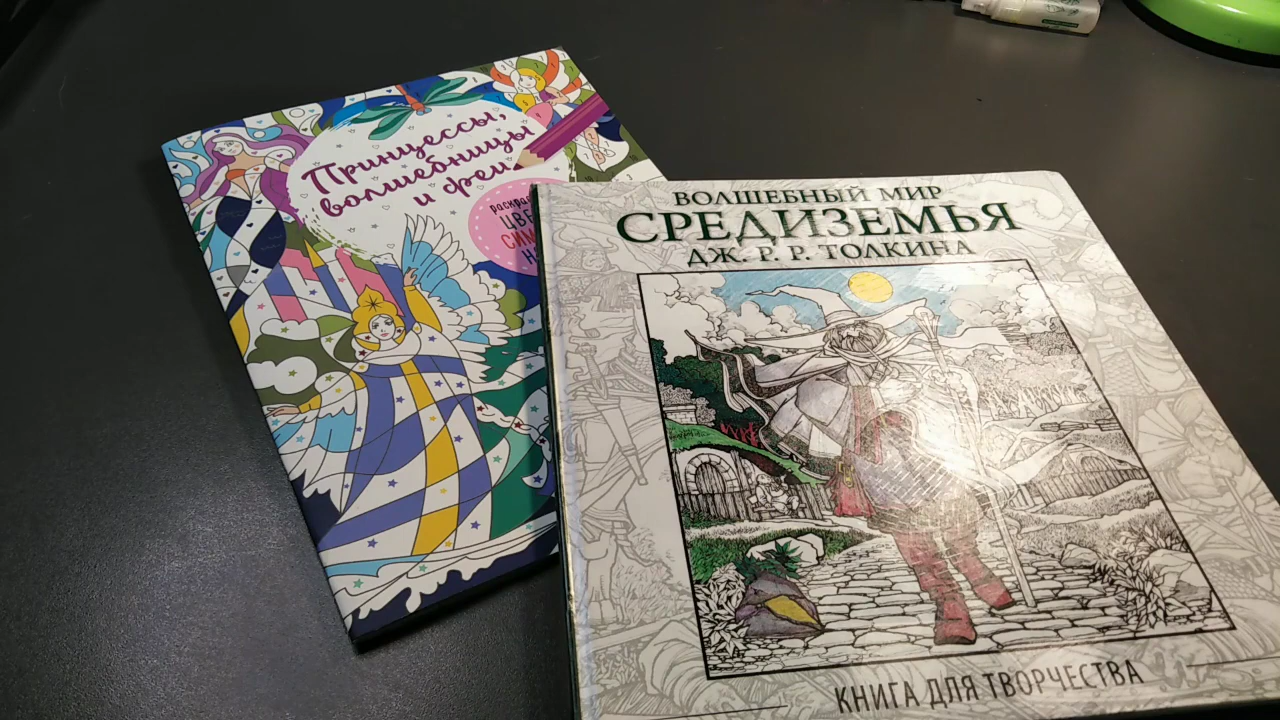 Принцессы,
волшебницы
и феи
ВОЛШЕБНЫЙ МИР
СРЕДИЗЕМЬЯ
ДЖ. Р. Р. ТОЛКИНА
КНИГА ДЛЯ ТВОРЧЕСТВА